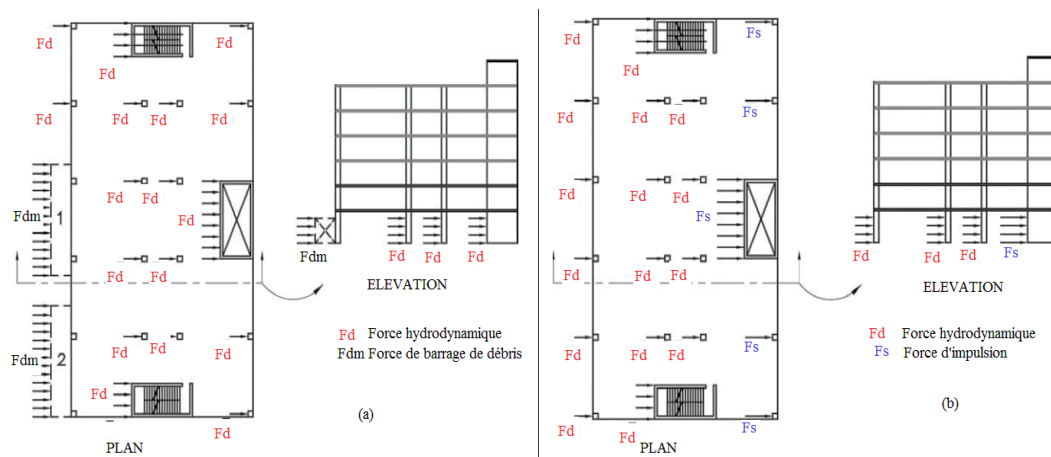 Fd Fd
Fd
Fd Fd Fd Fd
Fd Fd
Fdm 1 Fd
Fd Fd
Fd Fd Fd
Fdm 2
Fd
Fd
PLAN
Fdm Fd Fd Fd
ELEVATION
Fd Force hydrodynamique
Fdm Force de barrage de débris
(a)
Fd Fs
Fd
Fd Fd Fd Fs
Fd Fd Fd
Fs
Fd Fd Fd
Fd Fd Fd Fs
Fd Fd Fs
PLAN
Fd Fd Fd Fs
ELEVATION
Fd Force hydrodynamique
Fs Force d'impulsion
(b)